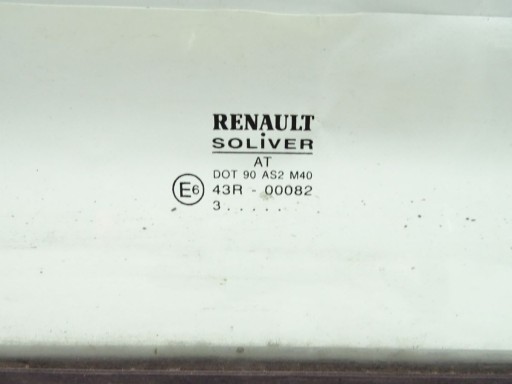 RENAULT
SOLiVER
AT
DOT 90 AS2 M40
E6 43R - 00082
3 . . . . .